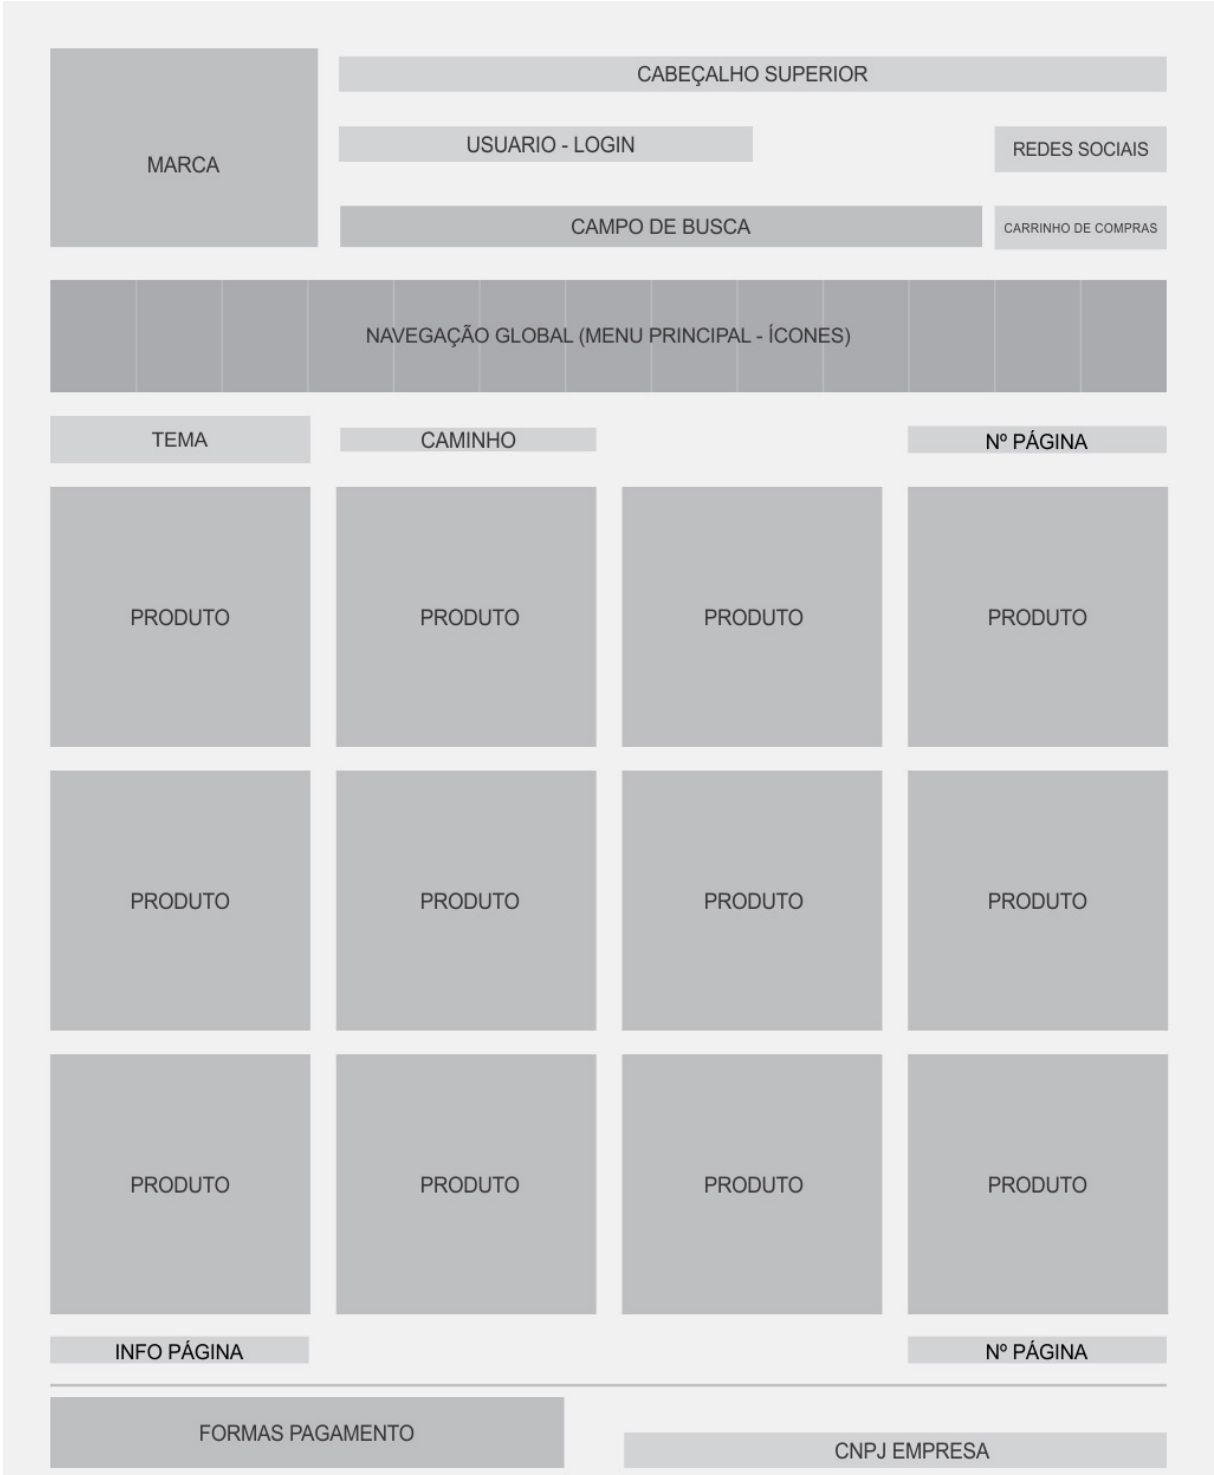 CABEÇALHO SUPERIOR
MARCA
USUARIO - LOGIN
REDES SOCIAIS
CAMPO DE BUSCA
CARRINHO DE COMPRAS
NAVEGAÇÃO GLOBAL (MENU PRINCIPAL - ÍCONES)
TEMA
CAMINHO
Nº PÁGINA
PRODUTO
PRODUTO
PRODUTO
PRODUTO
PRODUTO
PRODUTO
PRODUTO
PRODUTO
PRODUTO
PRODUTO
PRODUTO
PRODUTO
INFO PÁGINA
Nº PÁGINA
FORMAS PAGAMENTO
CNPJ EMPRESA